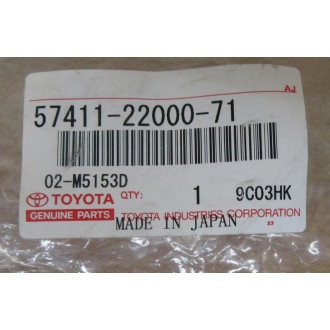 AJ
57411-22000-71
02-M5153D
QTY:
1
9C03HK
TOYOTA
GENUINE PARTS
TOYOTA INDUSTRIES CORPORATION
MADE IN JAPAN
23